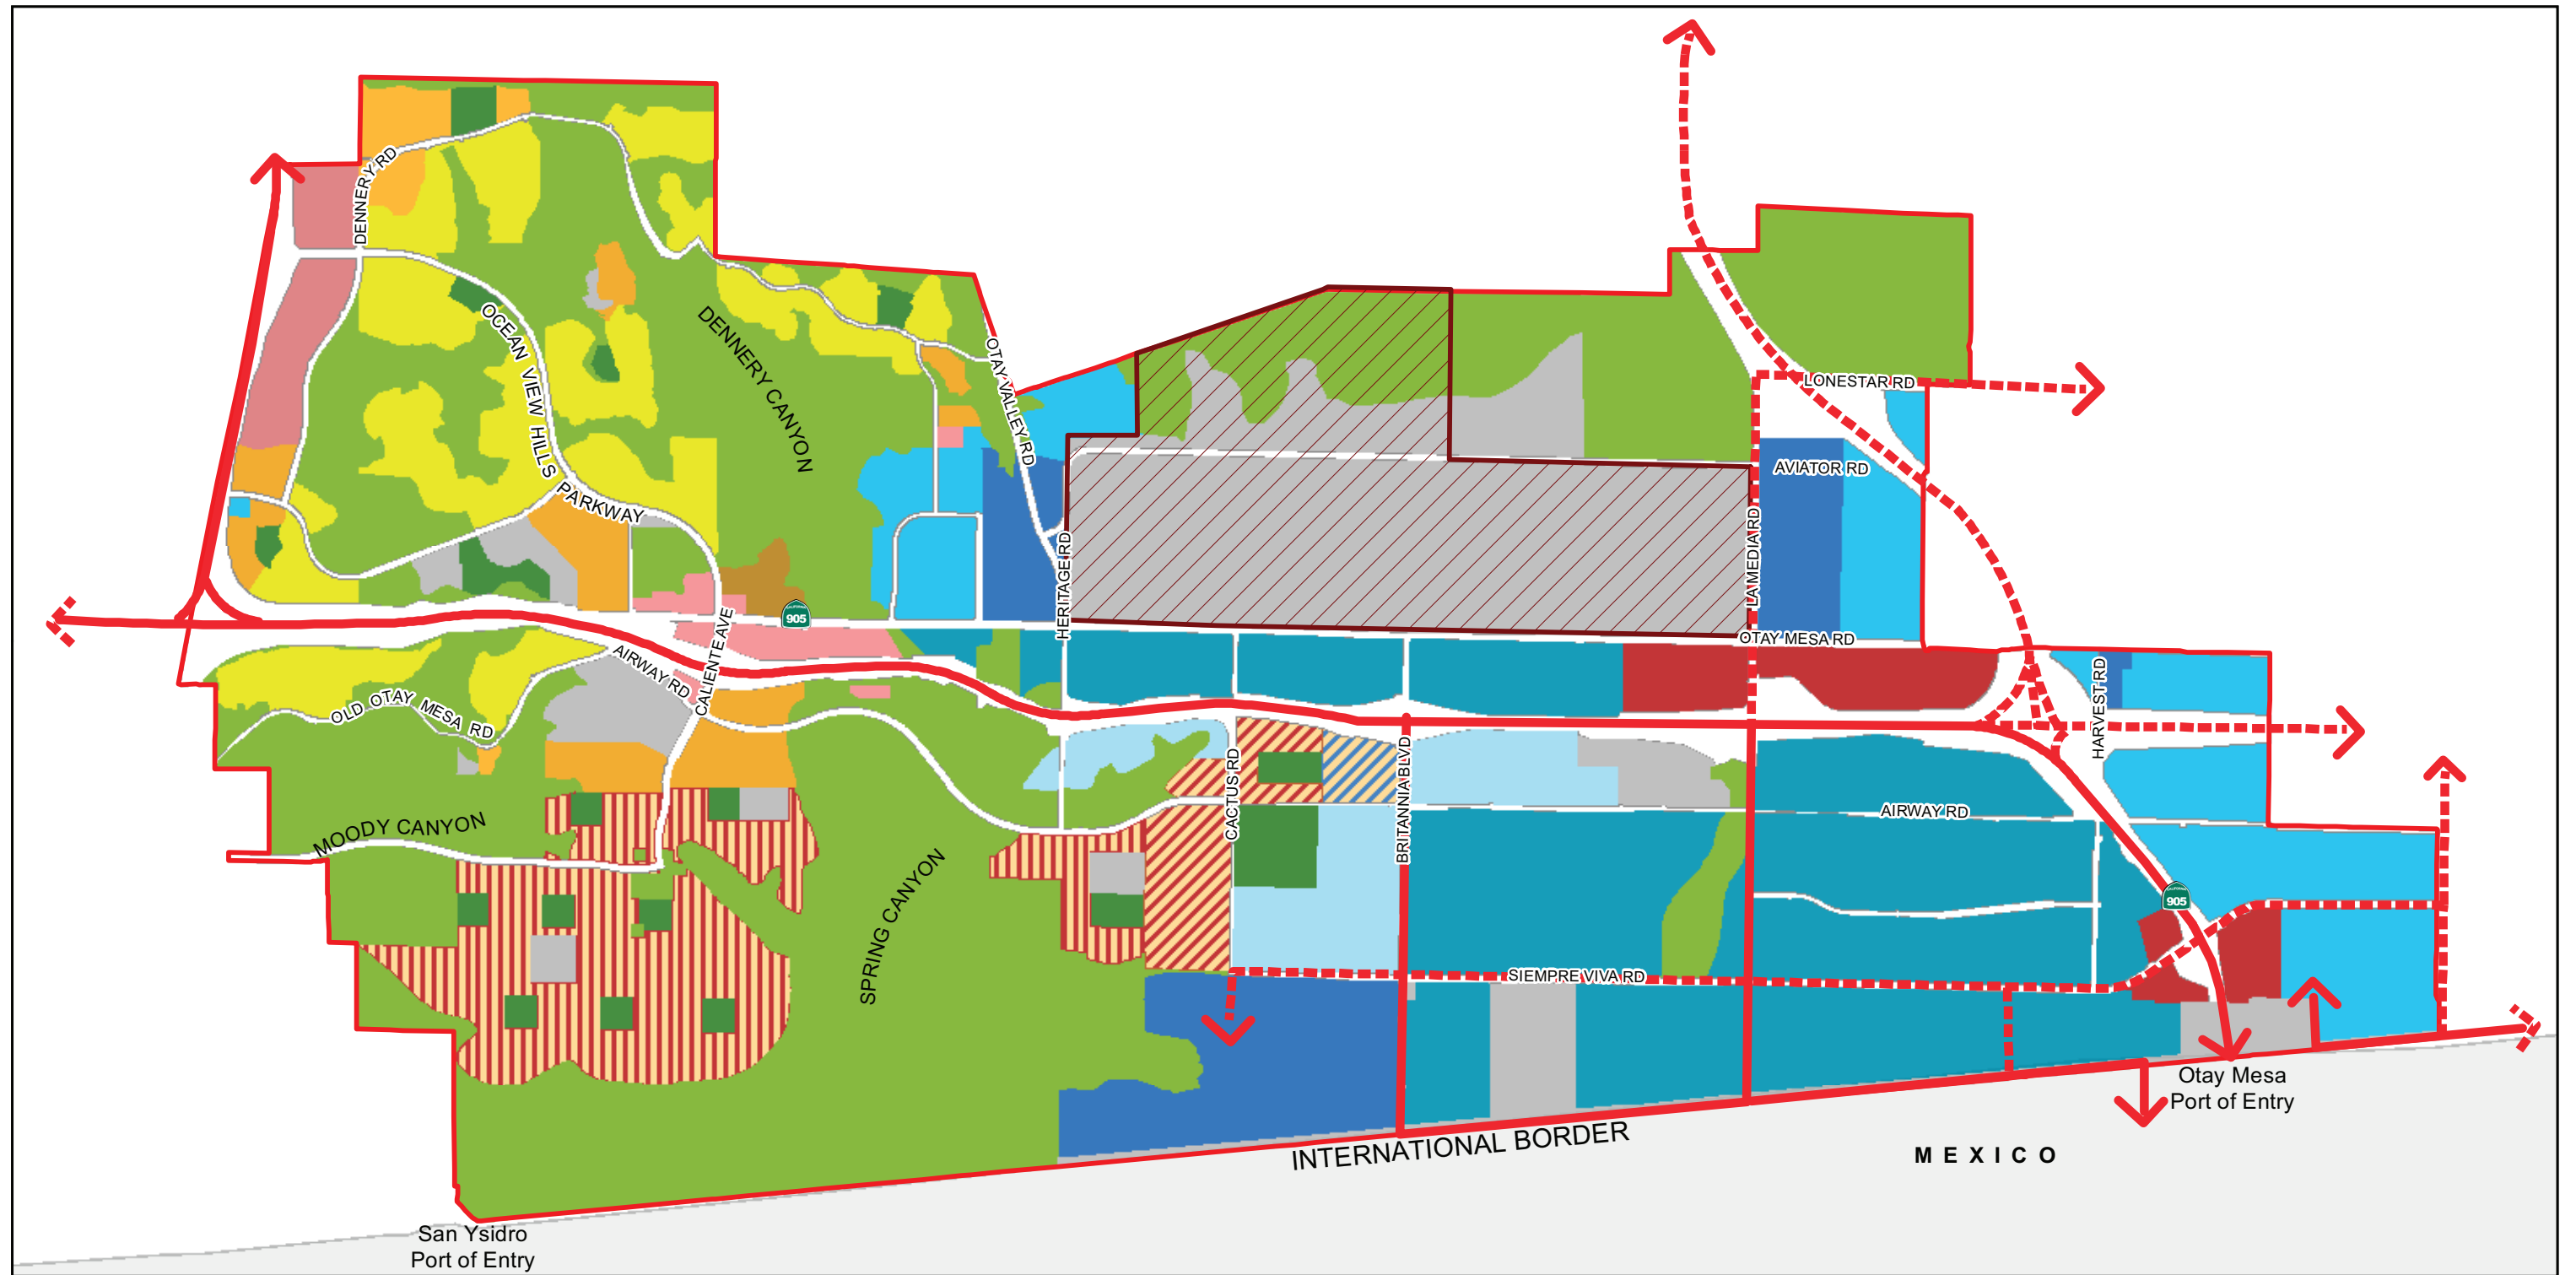 DENNERY RD
OCEAN VIEW HILLS PARKWAY
DENNERY CANYON
OTAY VALLEY RD
LONESTAR RD
AVIATOR RD
HERITAGE RD
LA MEDIA RD
CALIFORNIA
905
OTAY MESA RD
CALIENTE AVE
AIRWAY RD
OLD OTAY MESA RD
HARVEST RD
CACTUS RD
BRITANNIA BLVD
AIRWAY RD
MOODY CANYON
SPRING CANYON
CALIFORNIA
905
SIEMPRE VIVA RD
Otay Mesa
Port of Entry
INTERNATIONAL BORDER
MEXICO
San Ysidro
Port of Entry